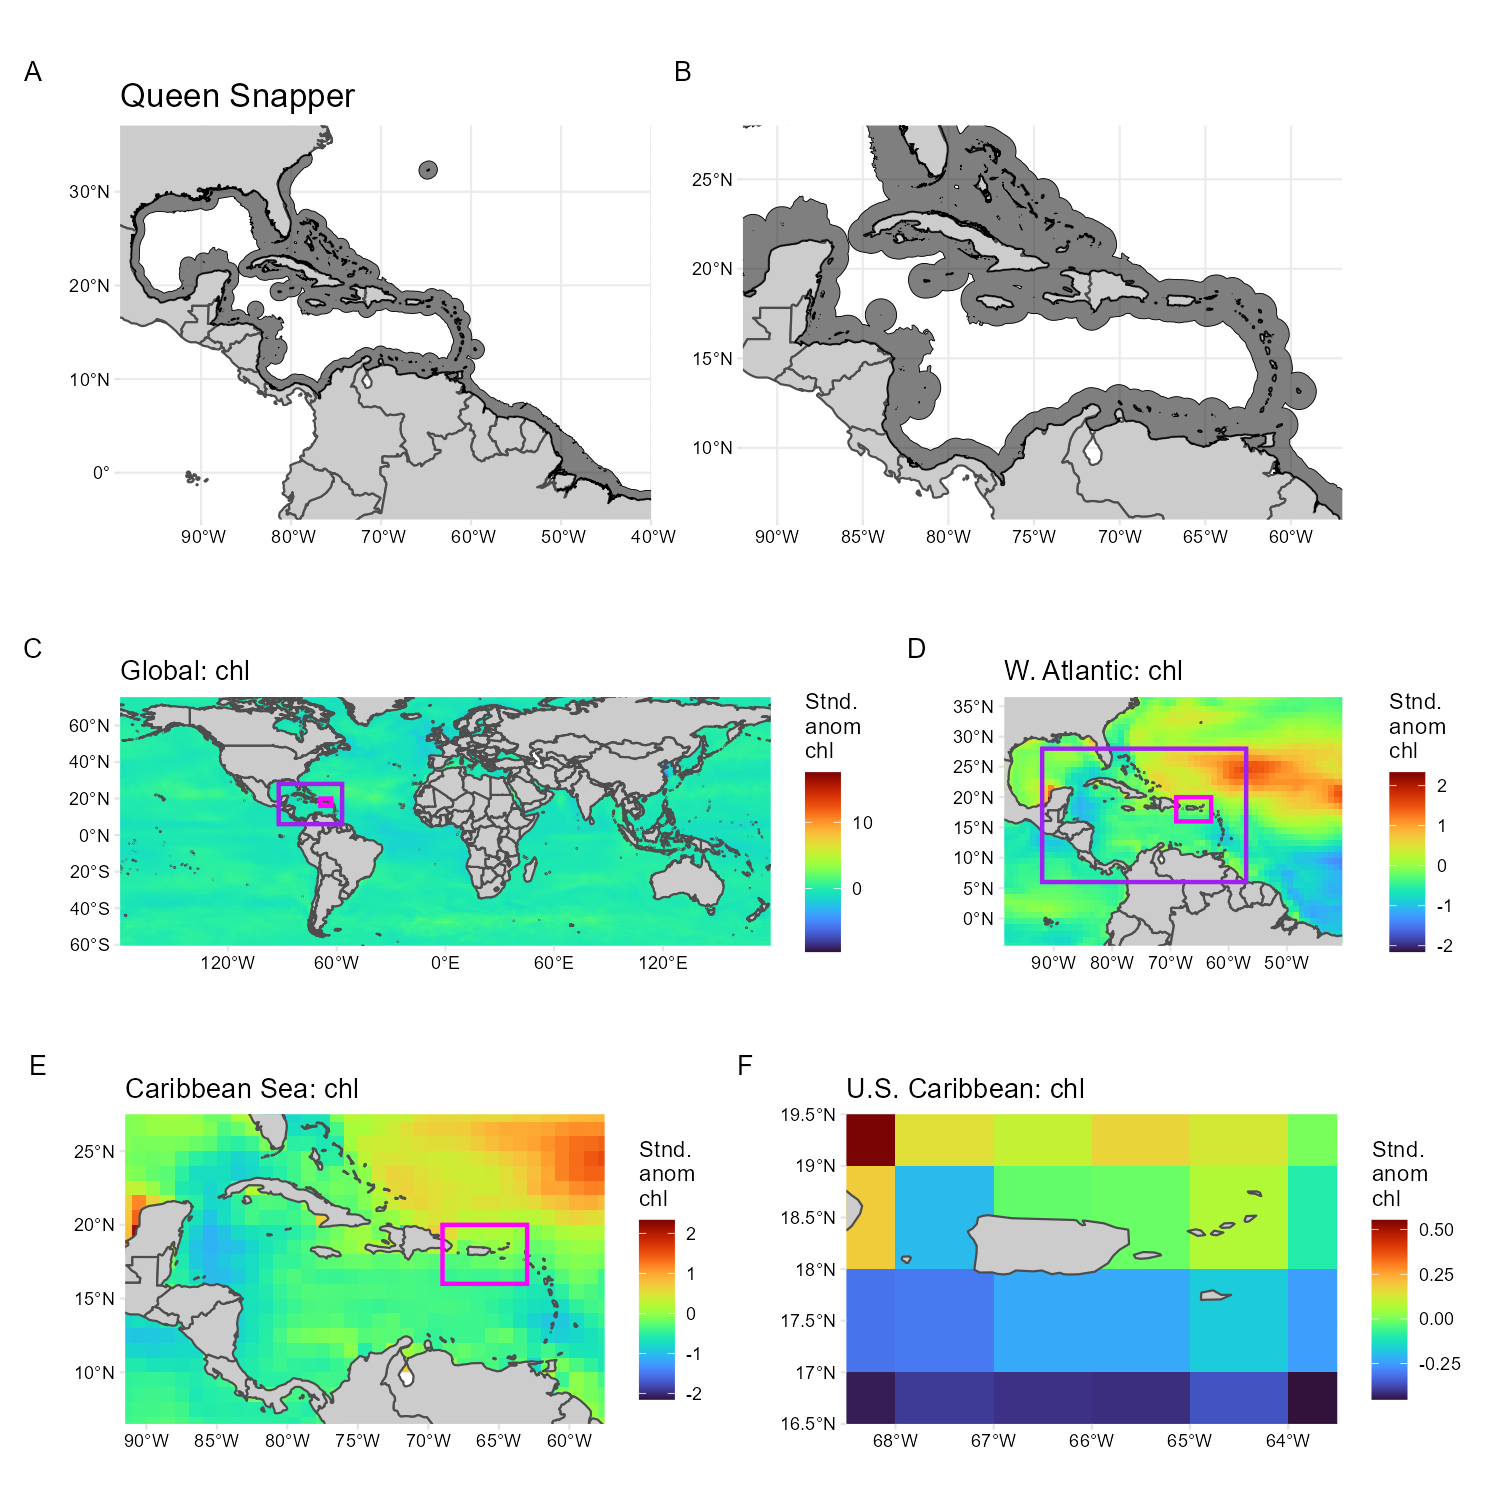 A
B
Queen Snapper
30°N
20°N
10°N
0°
90°W 80°W 70°W 60°W 50°W 40°W
25°N
20°N
15°N
10°N
90°W 85°W 80°W 75°W 70°W 65°W 60°W
C
Global: chl
60°N
40°N
20°N
0°N
20°S
40°S
60°S
120°W 60°W 0°E 60°E 120°E
Stnd.
anom
chl
10
0
D
W. Atlantic: chl
35°N
30°N
25°N
20°N
15°N
10°N
5°N
0°N
90°W 80°W 70°W 60°W 50°W
Stnd.
anom
chl
2
1
0
-1
-2
E
Caribbean Sea: chl
25°N
20°N
15°N
10°N
90°W 85°W 80°W 75°W 70°W 65°W 60°W
Stnd.
anom
chl
2
1
0
-1
-2
F
U.S. Caribbean: chl
19.5°N
19°N
18.5°N
18°N
17.5°N
17°N
16.5°N
68°W 67°W 66°W 65°W 64°W
Stnd.
anom
chl
0.50
0.25
0.00
-0.25